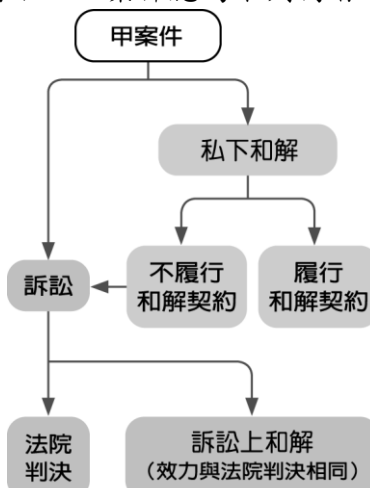 甲案件
私下和解
訴訟
不履行
和解契約
履行
和解契約
法院
判決
訴訟上和解
（效力與法院判決相同）